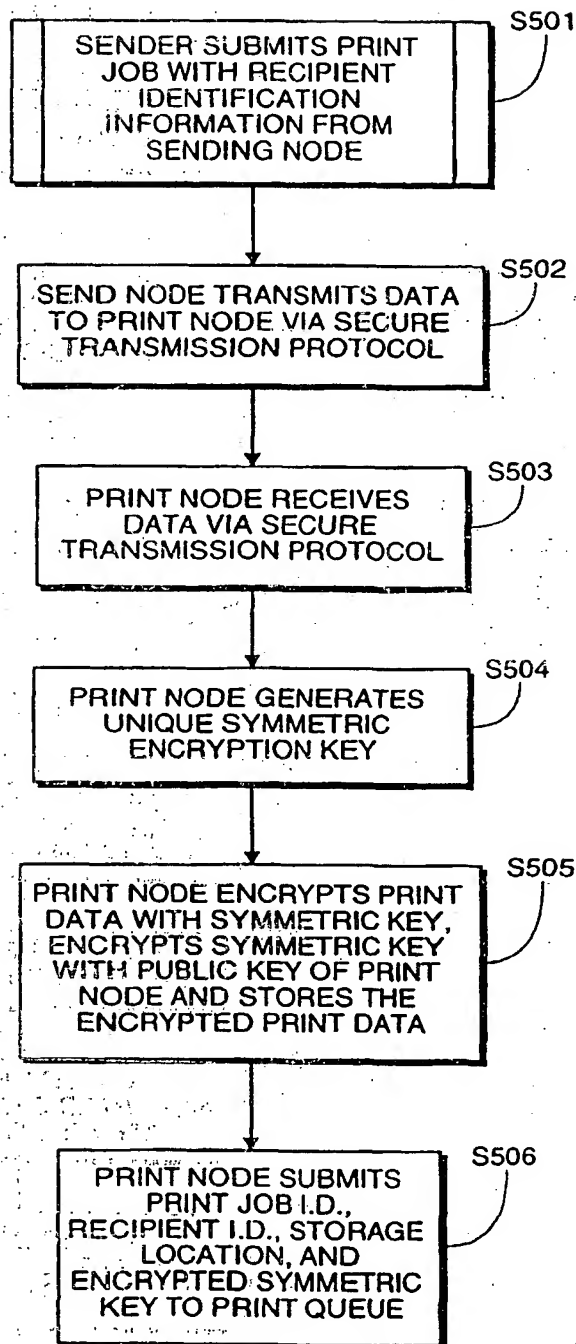 S501
SENDER SUBMITS PRINT
JOB WITH RECIPIENT
IDENTIFICATION
INFORMATION FROM
SENDING NODE
S502
SEND NODE TRANSMITS DATA
TO PRINT NODE VIA SECURE
TRANSMISSION PROTOCOL
S503
PRINT NODE RECEIVES
DATA VIA SECURE
TRANSMISSION PROTOCOL
S504
PRINT NODE GENERATES
UNIQUE SYMMETRIC
ENCRYPTION KEY
S505
PRINT NODE ENCRYPTS PRINT
DATA WITH SYMMETRIC KEY,
ENCRYPTS SYMMETRIC KEY
WITH PUBLIC KEY OF PRINT
NODE AND STORES THE
ENCRYPTED PRINT DATA
S506
PRINT NODE SUBMITS
PRINT JOB I.D.,
RECIPIENT I.D., STORAGE
LOCATION, AND
ENCRYPTED SYMMETRIC
KEY TO PRINT QUEUE